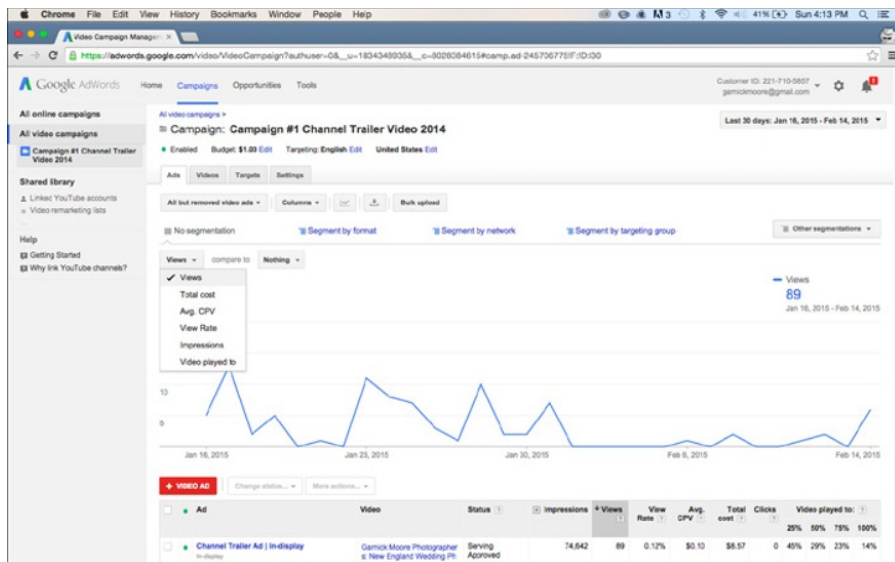 Chrome File Edit View History Bookmarks Window People Help
3 41% Sun 4:13 PM
Video Campaign Manager
https://adwords.google.com/video/VideoCampaign?authuser=0&__u=1834348935&__c=8028384615#camp.ad-245706775!F:!D:!30
Google AdWords Home Campaigns Opportunities Tools
Customer ID: 221-710-5857
garnickmoore@gmail.com
All online campaigns
All video campaigns
Campaign #1 Channel Trailer
Video 2014
Shared library
Linked YouTube accounts
Video remarketing lists
Help
Getting Started
Why link YouTube channels?
All video campaigns >
Campaign: Campaign #1 Channel Trailer Video 2014
Last 30 days: Jan 16, 2015 - Feb 14, 2015
Enabled Budget: $1.00 Edit Targeting: English Edit United States Edit
Ads Videos Targets Settings
All but removed video ads Columns Bulk upload
No segmentation Segment by format Segment by network Segment by targeting group Other segmentations
Views compare to Nothing
Views
Total cost
Avg. CPV
View Rate
Impressions
Video played to
Views
89
Jan 16, 2015 - Feb 14, 2015
10
5
Jan 16, 2015 Jan 23, 2015 Jan 30, 2015 Feb 6, 2015 Feb 14, 2015
+ VIDEO AD Change status... More actions...
Ad Video Status Impressions Views View Rate Avg. CPV Total cost Clicks Video played to:
25% 50% 75% 100%
Channel Trailer Ad | In-display Garnick Moore Photographer Serving 74,642 89 0.12% $0.10 $8.57 0 45% 29% 23% 14%
In-display s: New England Wedding Ph Approved